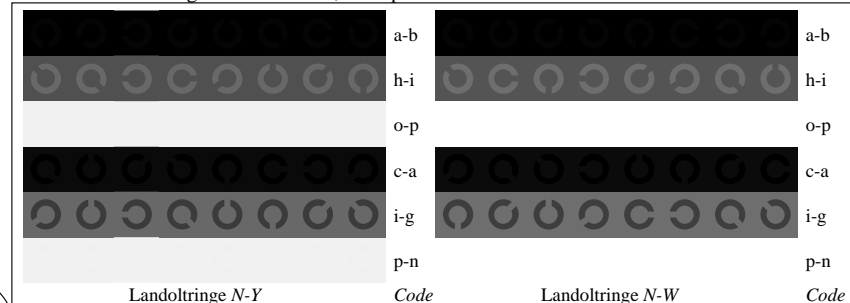 a-b a-b
h-i h-i
o-p o-p
c-a c-a
i-g i-g
p-n p-n
Landoltringe N-Y Code Landoltringe N-W Code